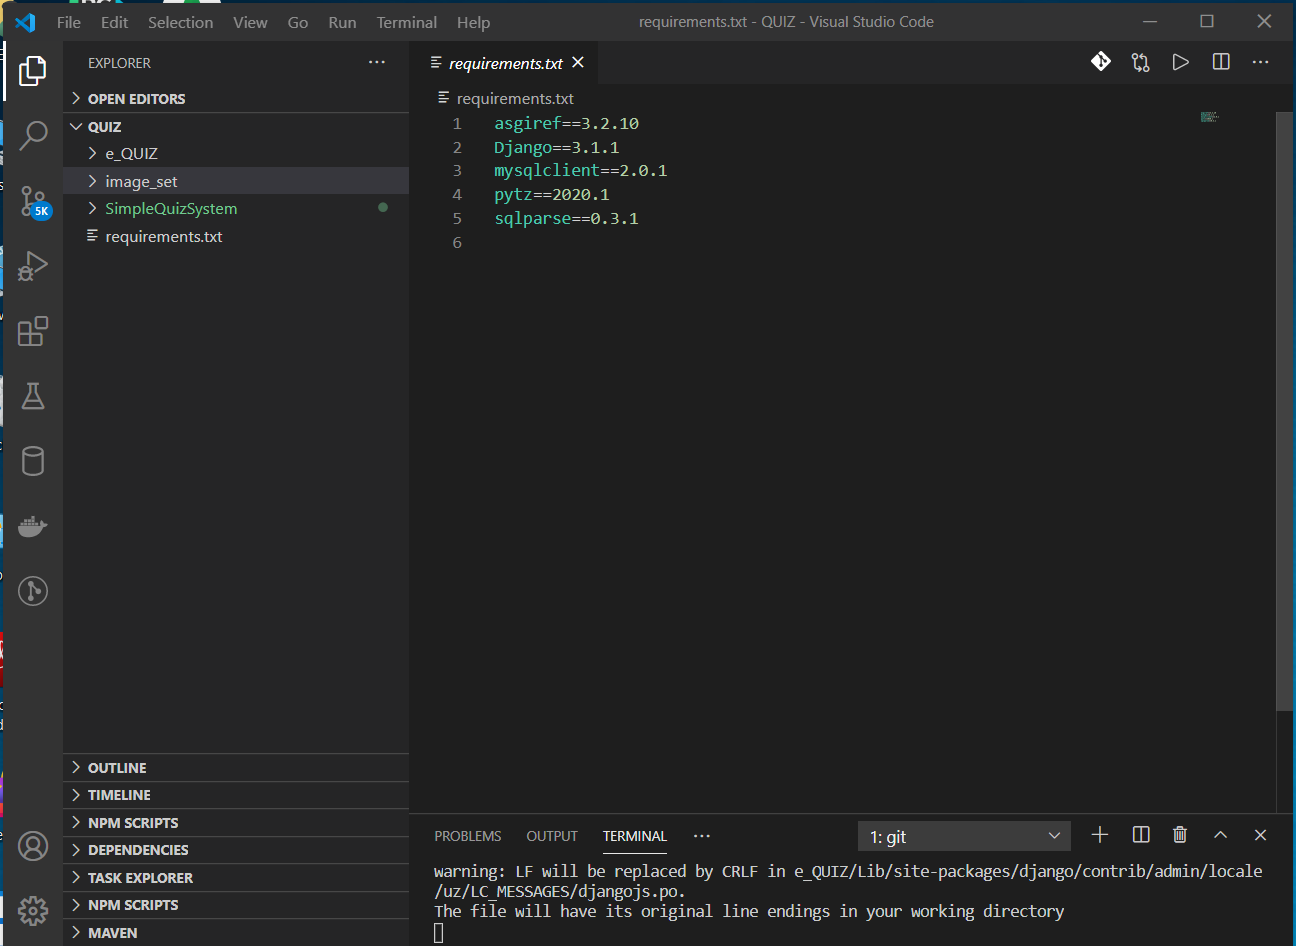 File Edit Selection View Go Run Terminal Help
requirements.txt - QUIZ - Visual Studio Code
EXPLORER
OPEN EDITORS
QUIZ
e_QUIZ
image_set
SimpleQuizSystem
requirements.txt
5K
OUTLINE
TIMELINE
NPM SCRIPTS
DEPENDENCIES
TASK EXPLORER
NPM SCRIPTS
MAVEN
requirements.txt
requirements.txt
1 asgiref==3.2.10
2 Django==3.1.1
3 mysqlclient==2.0.1
4 pytz==2020.1
5 sqlparse==0.3.1
6
PROBLEMS OUTPUT TERMINAL
1: git
warning: LF will be replaced by CRLF in e_QUIZ/Lib/site-packages/django/contrib/admin/locale
/uz/LC_MESSAGES/djangojs.po.
The file will have its original line endings in your working directory